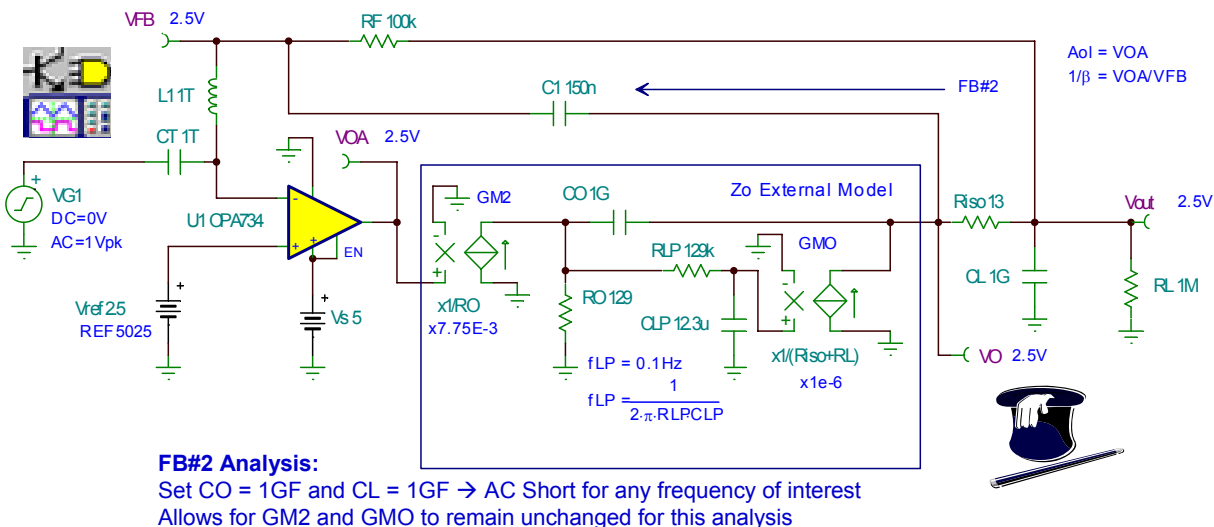 VFB 2.5V
RF 100k
Aol = VOA
1/β = VOA/VFB
L1 1T
C1 150n
FB#2
CT 1T
VOA 2.5V
VG1
DC=0V
AC=1Vpk
-
+
U1 OPA734
EN
Vref 2.5
REF5025
Vs 5
GM2
x1/RO
x7.75E-3
CO 1G
Zo External Model
RLP 129k
GMO
RO 129
CLP 12.3u
x1/(Riso+RL)
x1e-6
fLP = 0.1Hz
fLP = 1
2·π·RLP·CLP
Riso 13
Vout 2.5V
CL 1G
RL 1M
VO 2.5V
FB#2 Analysis:
Set CO = 1GF and CL = 1GF → AC Short for any frequency of interest
Allows for GM2 and GMO to remain unchanged for this analysis